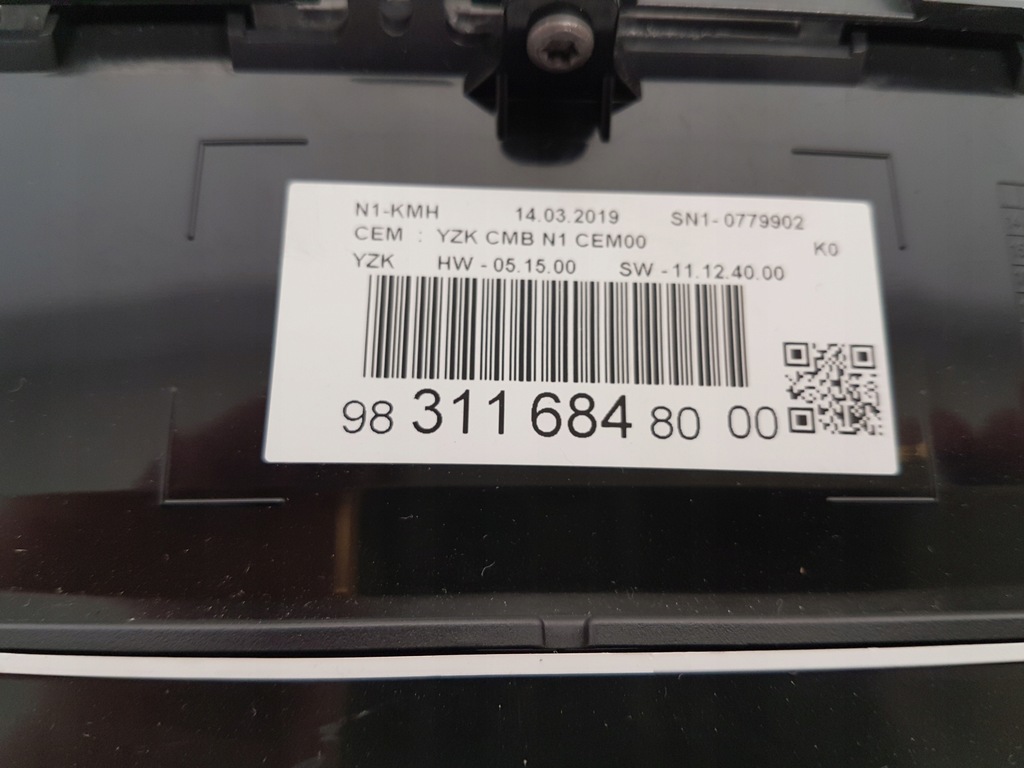 N1-KMH 14.03.2019 SN1-0779902
CEM : YZK CMB N1 CEM00 K0
YZK HW - 05.15.00 SW - 11.12.40.00
98 311 684 80 00